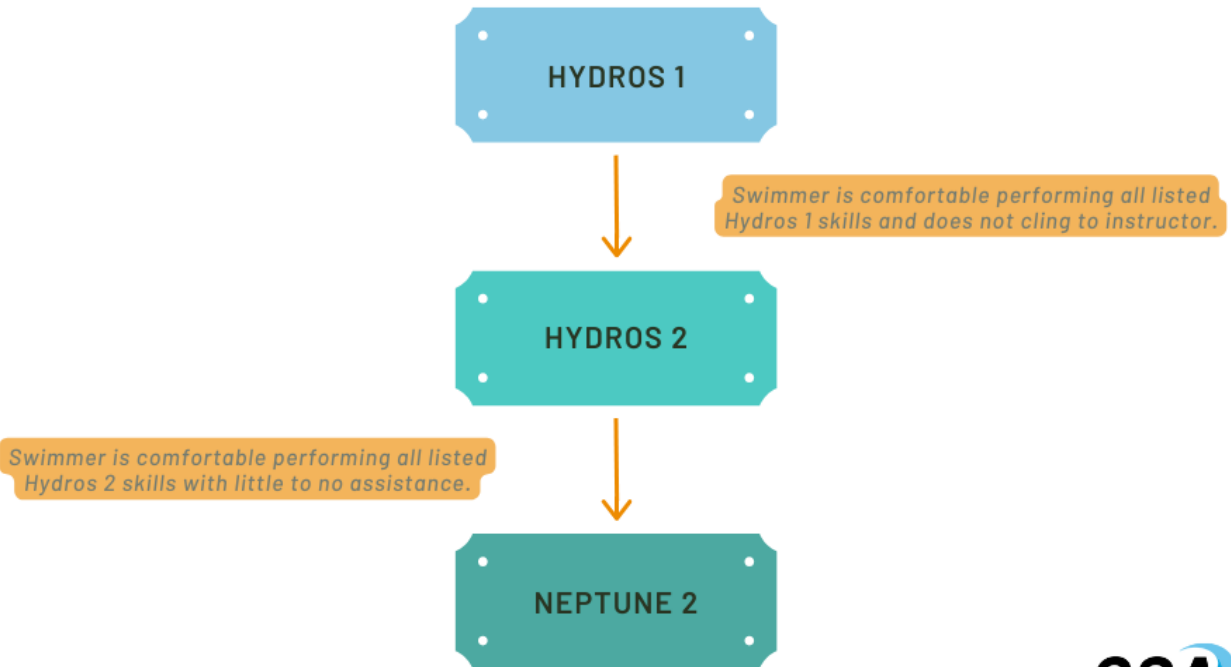 HYDROS 1
Swimmer is comfortable performing all listed
Hydros 1 skills and does not cling to instructor.
HYDROS 2
Swimmer is comfortable performing all listed
Hydros 2 skills with little to no assistance.
NEPTUNE 2